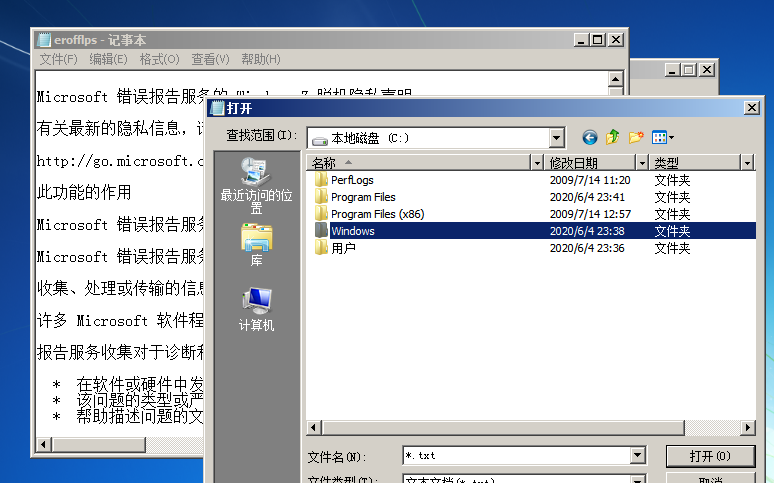 erofflps - 记事本
文件(F) 编辑(E) 格式(O) 查看(V) 帮助(H)
Microsoft 错误报告服务的 Windows 7 脱机隐私声明
有关最新的隐私信息，
http://go.microsoft.c
此功能的作用
Microsoft 错误报告服务
Microsoft 错误报告服务
收集、处理或传输的信息
许多 Microsoft 软件程
报告服务收集对于诊断和
* 在软件或硬件中发
* 该问题的类型或严
* 帮助描述问题的文
打开
查找范围(I): 本地磁盘 (C:)
名称 修改日期 类型
PerfLogs 2009/7/14 11:20 文件夹
Program Files 2020/6/4 23:41 文件夹
Program Files (x86) 2009/7/14 12:57 文件夹
Windows 2020/6/4 23:38 文件夹
用户 2020/6/4 23:36 文件夹
最近访问的位置
库
计算机
文件名(N): *.txt 打开(O)
文件类型(T): 文本文档(*.txt) 取消